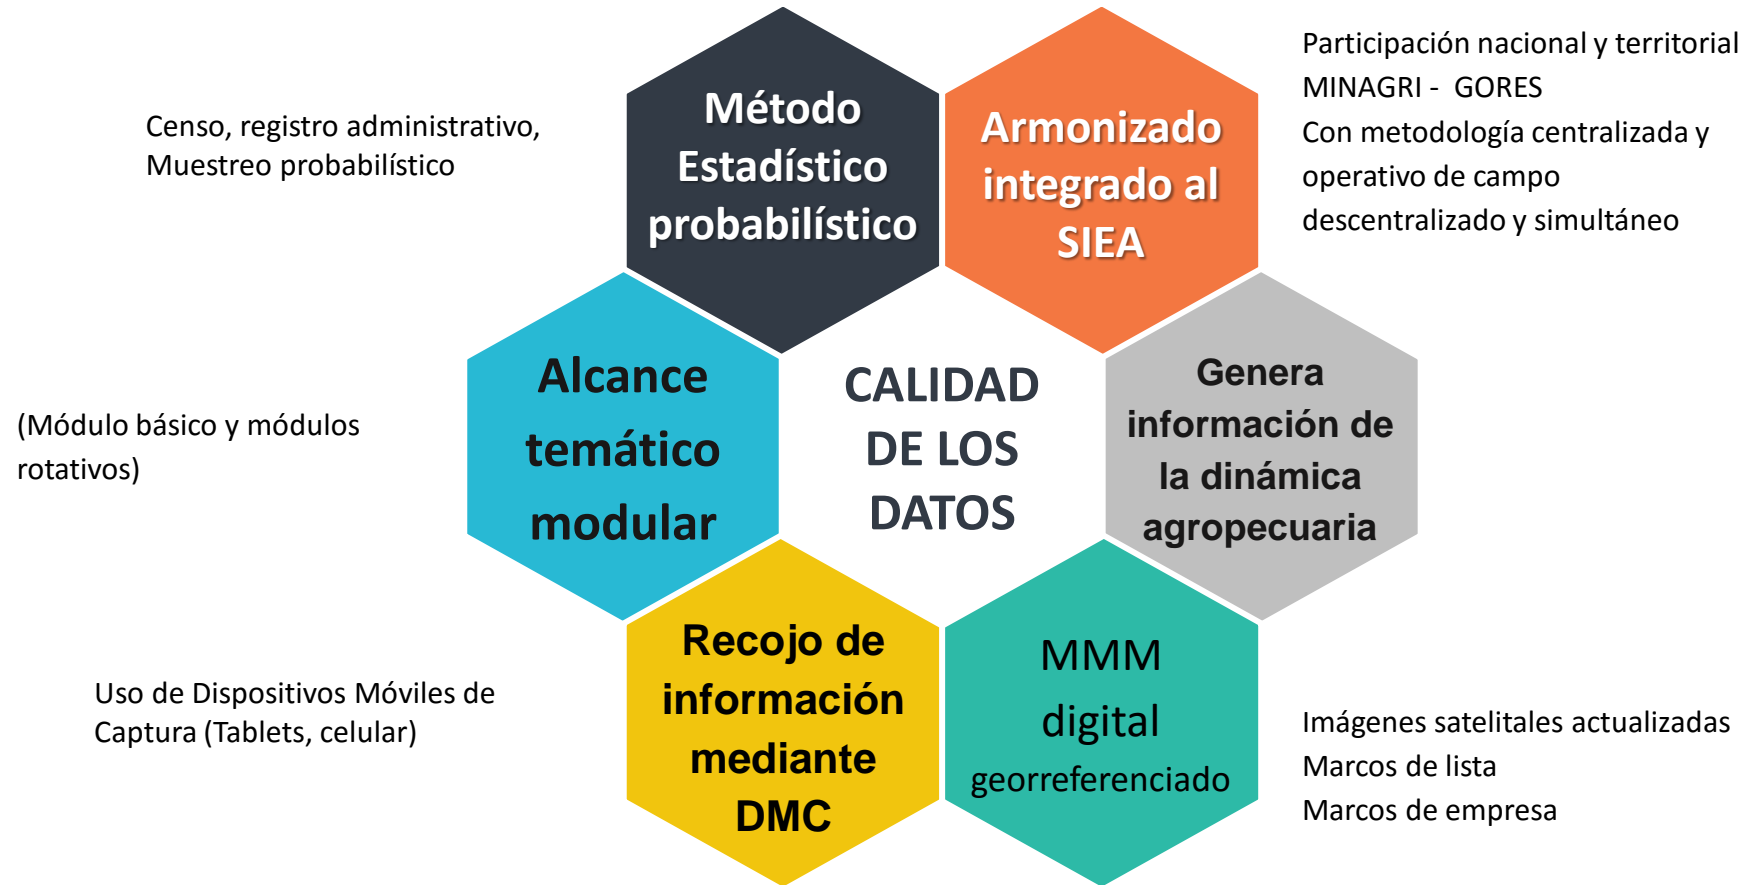 Censo, registro administrativo,
Muestreo probabilístico
Método
Estadístico
probabilístico
Armonizado
integrado al
SIEA
Participación nacional y territorial
MINAGRI - GORES
Con metodología centralizada y
operativo de campo
descentralizado y simultáneo
(Módulo básico y módulos
rotativos)
Alcance
temático
modular
CALIDAD
DE LOS
DATOS
Genera
información de
la dinámica
agropecuaria
Uso de Dispositivos Móviles de
Captura (Tablets, celular)
Recojo de
información
mediante
DMC
MMM
digital
georreferenciado
Imágenes satelitales actualizadas
Marcos de lista
Marcos de empresa